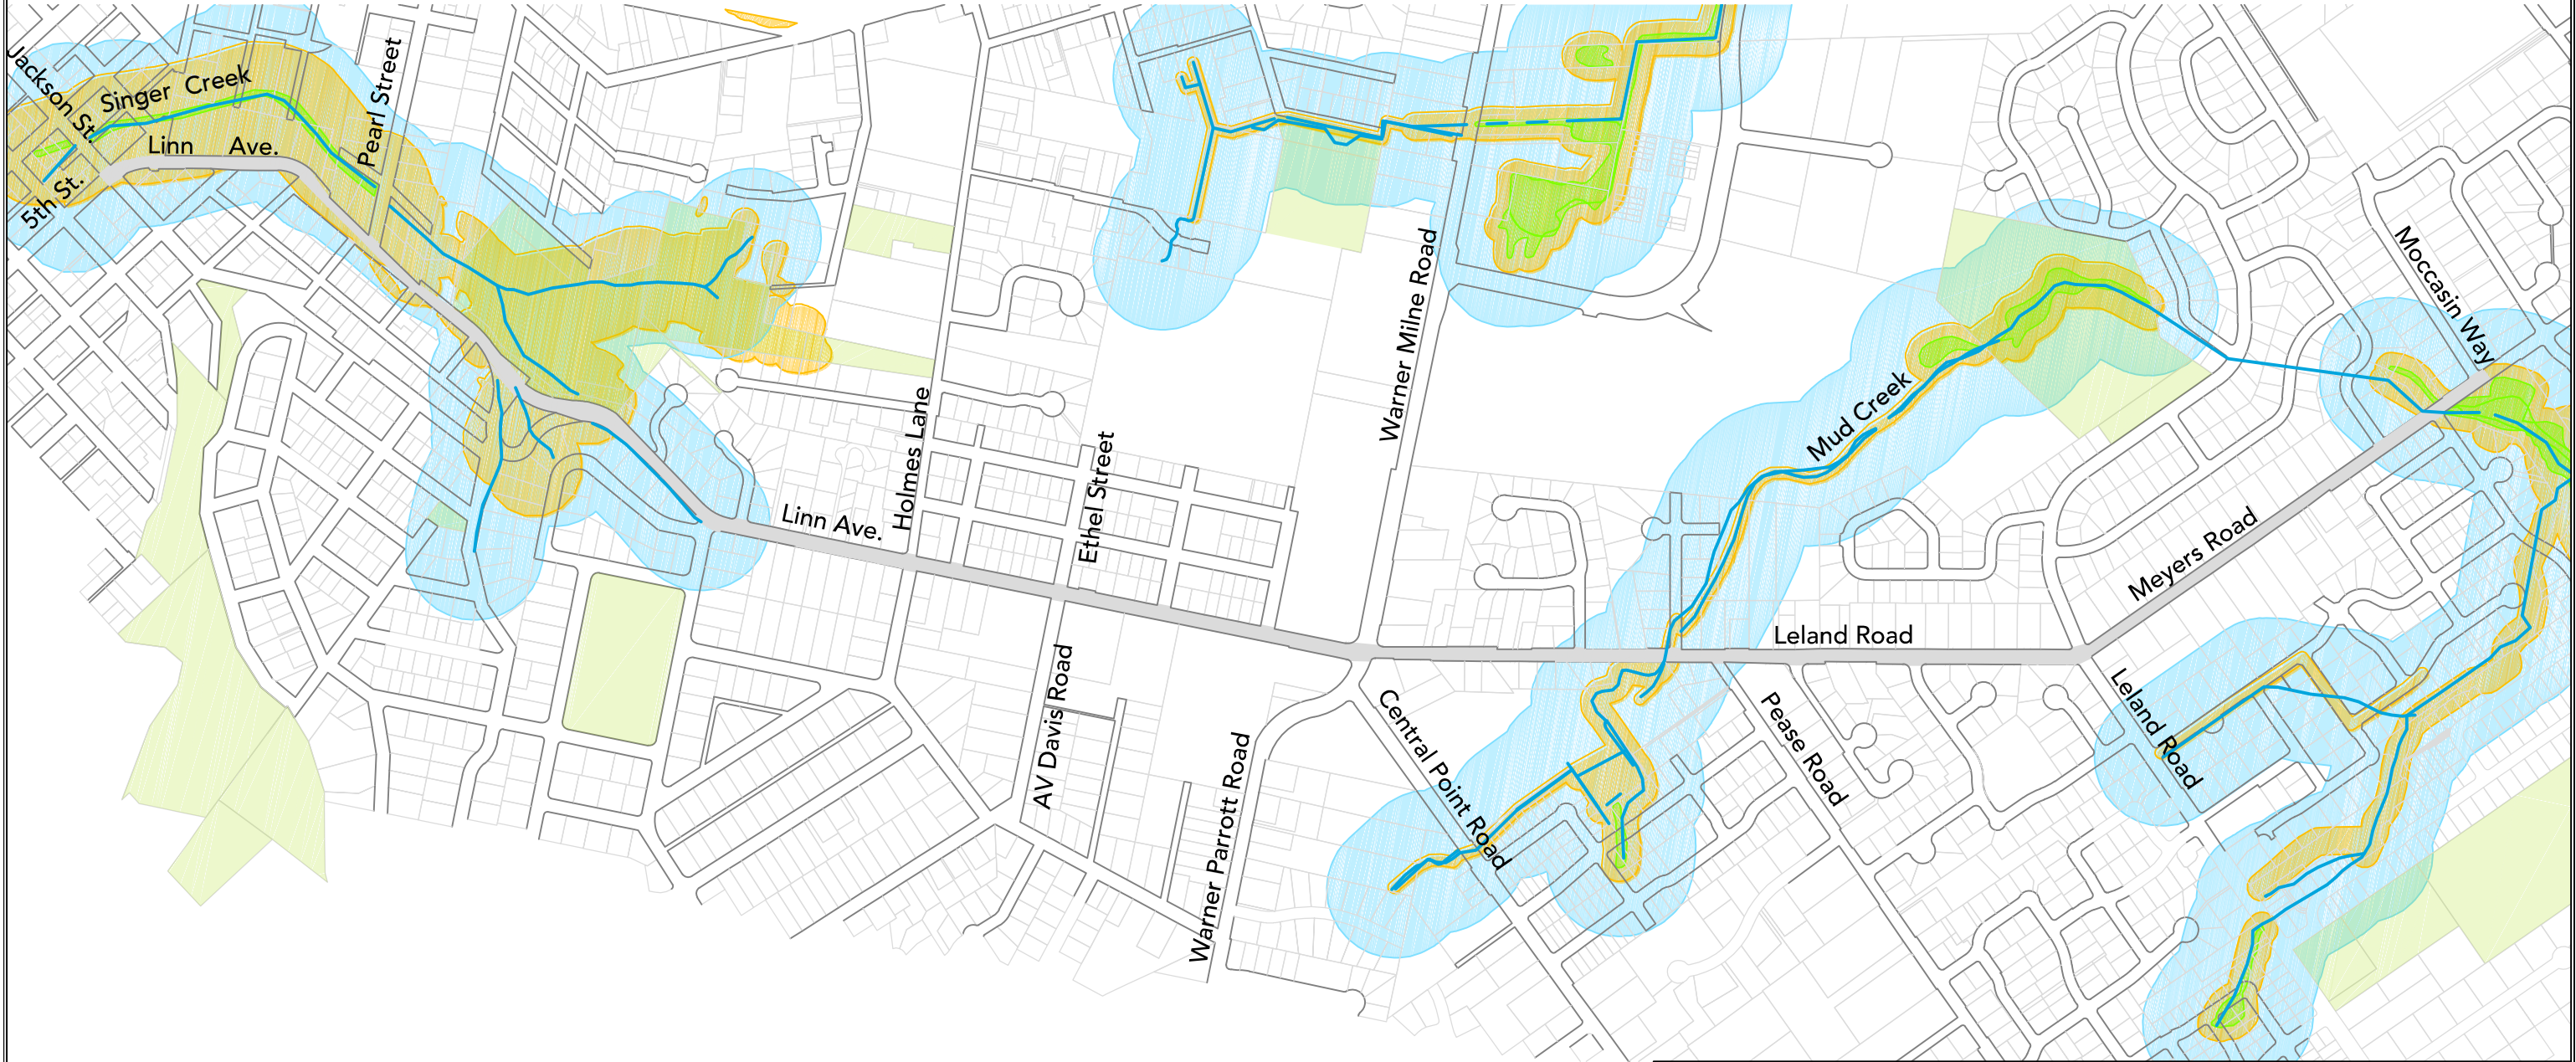 Jackson St.
Singer Creek
Pearl Street
Linn Ave.
5th St.
Warner Milne Road
Moccasin Way
Mud Creek
Holmes Lane
Ethel Street
Linn Ave.
Meyers Road
Leland Road
AV Davis Road
Central Point Road
Pease Road
Leland Road
Warner Parrott Road